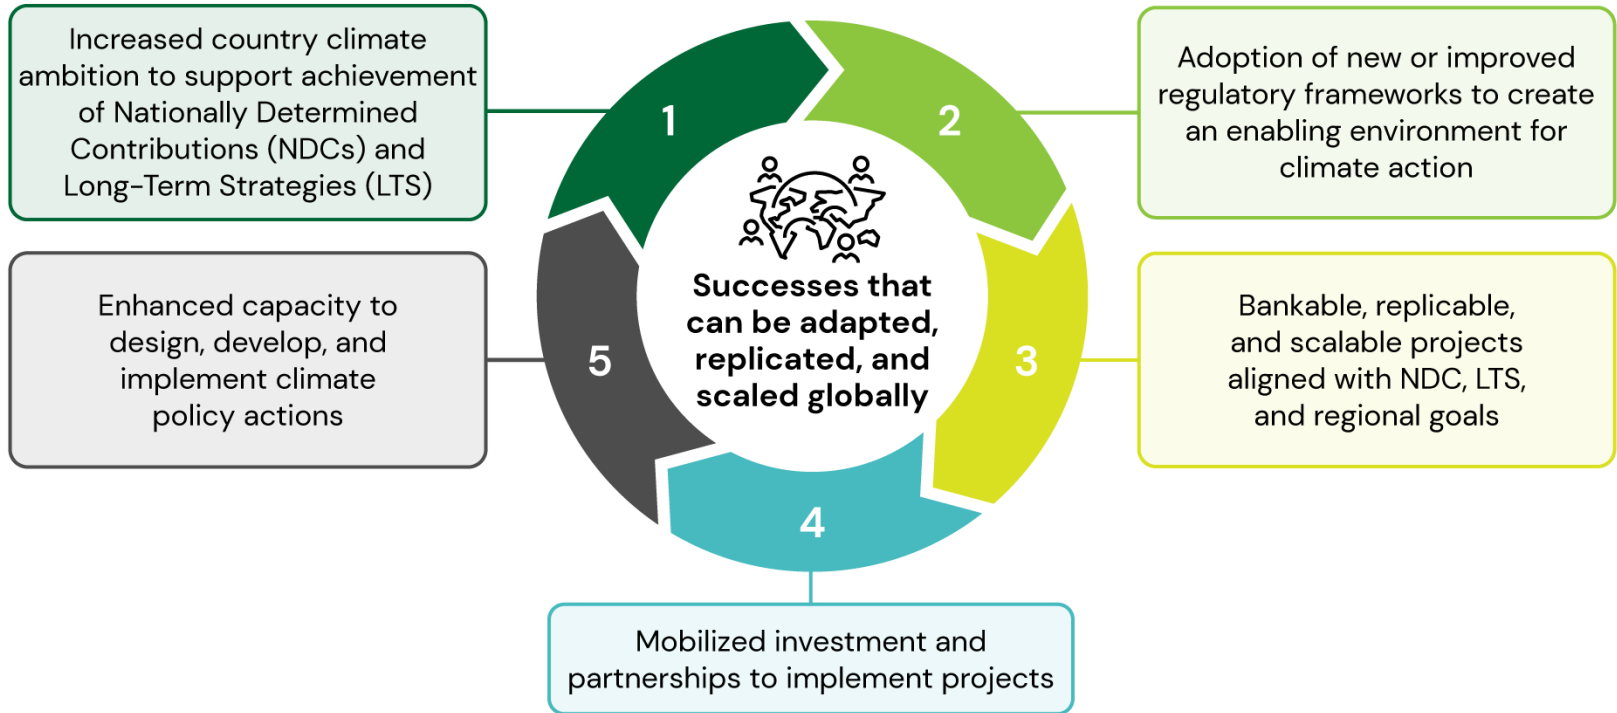 Increased country climate
ambition to support achievement
of Nationally Determined
Contributions (NDCs) and
Long-Term Strategies (LTS)
1
2
Adoption of new or improved
regulatory frameworks to create
an enabling environment for
climate action
3
Bankable, replicable,
and scalable projects
aligned with NDC, LTS,
and regional goals
4
Mobilized investment and
partnerships to implement projects
5
Enhanced capacity to
design, develop, and
implement climate
policy actions
Successes that
can be adapted,
replicated, and
scaled globally